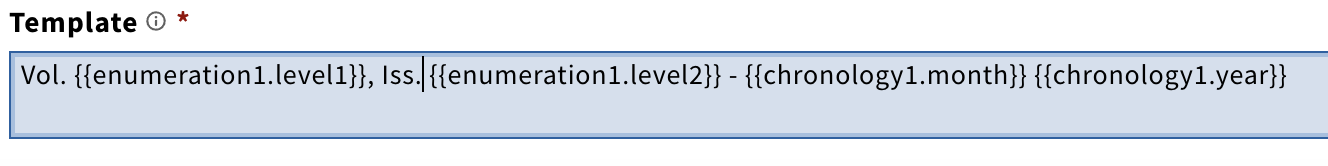 Template ⓘ *
Vol. {{enumeration1.level1}}, Iss. {{enumeration1.level2}} - {{chronology1.month}} {{chronology1.year}}